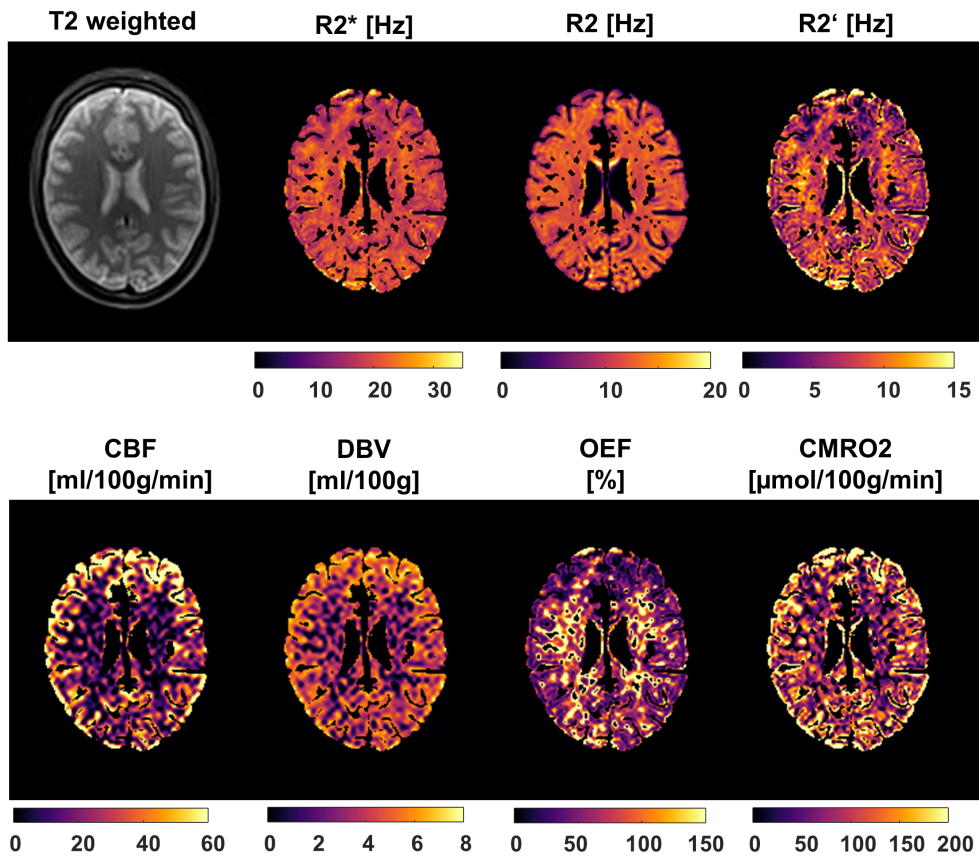 T2 weighted
R2* [Hz]
R2 [Hz]
R2‘ [Hz]
0 10 20 30
0 10 20
0 5 10 15
CBF
[ml/100g/min]
DBV
[ml/100g]
OEF
[%]
CMRO2
[µmol/100g/min]
0 20 40 60
0 2 4 6 8
0 50 100 150
0 50 100 150 200